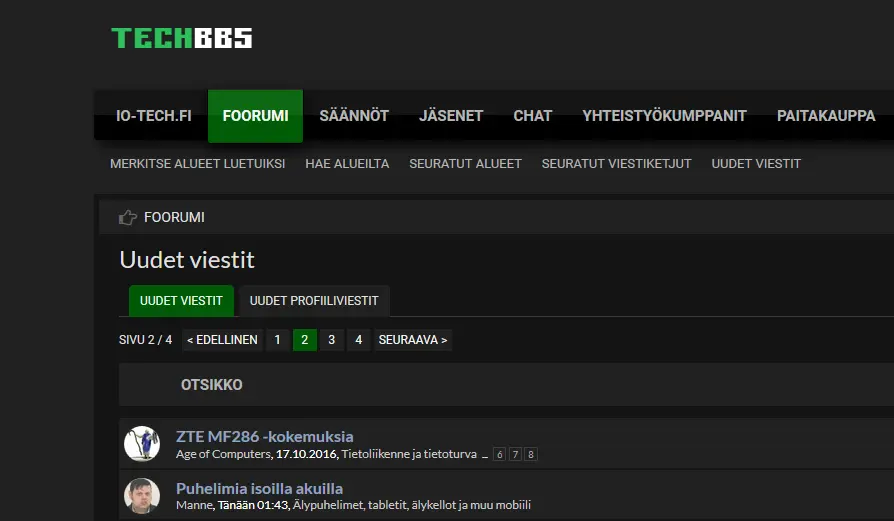 TECHBBS
IO-TECH.FI FOORUMI SÄÄNNÖT JÄSENET CHAT YHTEISTYÖKUMPPANIT PAITAKAUPPA
MERKITSE ALUEET LUETUIKSI HAE ALUEILTA SEURATUT ALUEET SEURATUT VIESTIKETJUT UUDET VIESTIT
FOORUMI
Uudet viestit
UUDET VIESTIT UUDET PROFIILIVIESTIT
SIVU 2 / 4 < EDELLINEN 1 2 3 4 SEURAAVA >
OTSIKKO
ZTE MF286 -kokemuksia
Age of Computers, 17.10.2016, Tietoliikenne ja tietoturva ... 6 7 8
Puhelimia isoilla akuilla
Manne, Tänään 01:43, Älypuhelimet, tabletit, älykellot ja muu mobiili